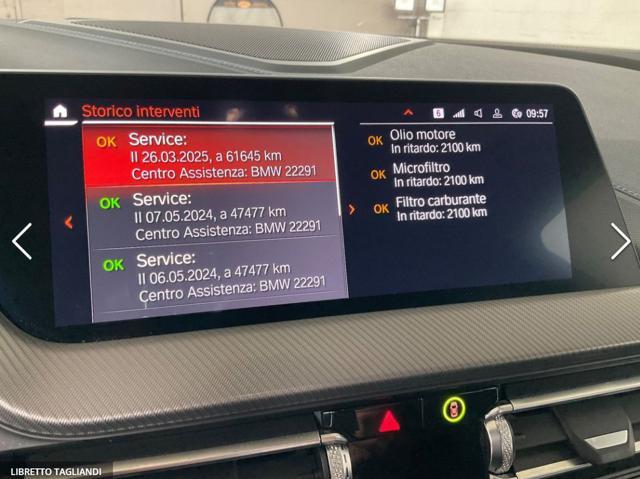 Storico interventi
6
09:57
OK Service:
Il 26.03.2025, a 61645 km
Centro Assistenza: BMW 22291
OK Service:
Il 07.05.2024, a 47477 km
Centro Assistenza: BMW 22291
OK Service:
Il 06.05.2024, a 47477 km
Centro Assistenza: BMW 22291
OK Olio motore
In ritardo: 2100 km
OK Microfiltro
In ritardo: 2100 km
OK Filtro carburante
In ritardo: 2100 km
LIBRETTO TAGLIANDI